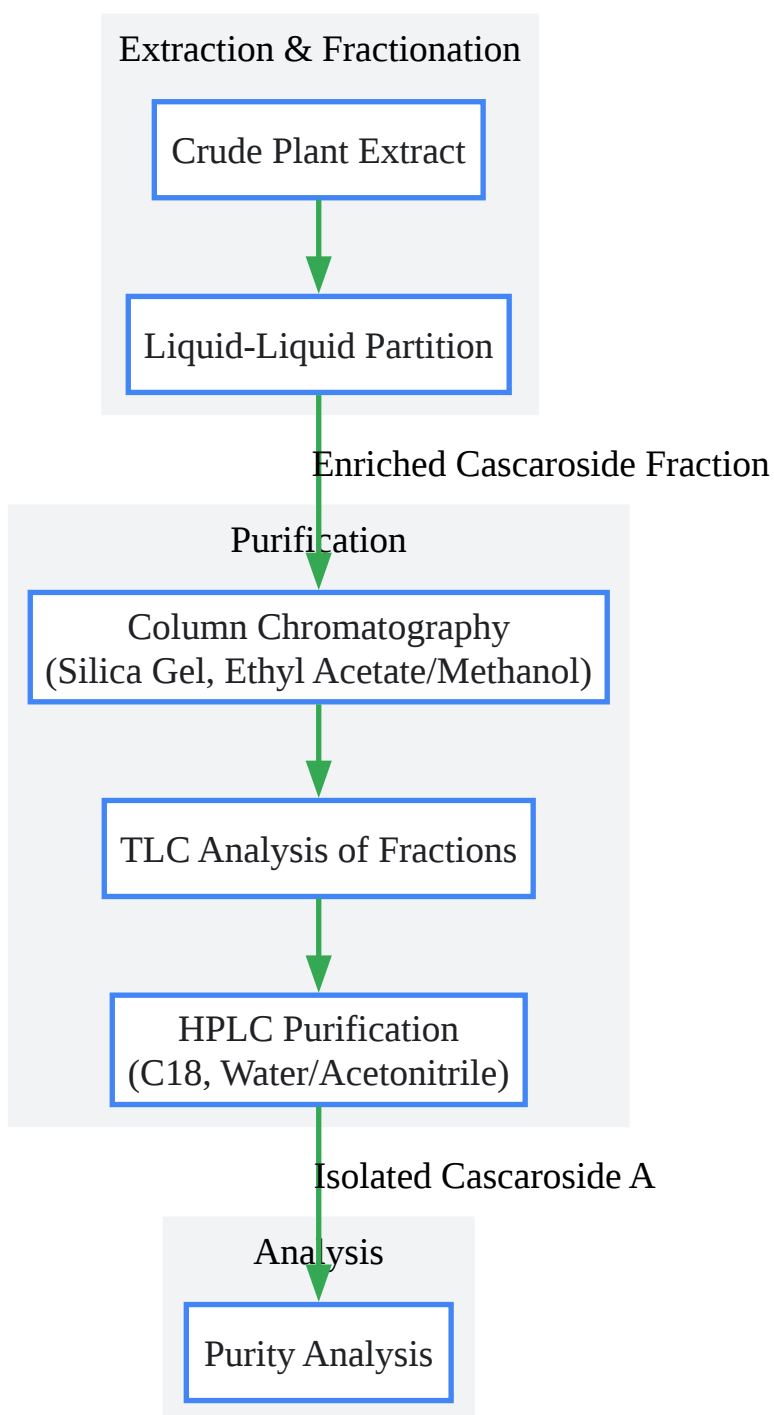 Extraction & Fractionation
Crude Plant Extract
Liquid-Liquid Partition
Enriched Cascaroside Fraction
Purification
Column Chromatography
(Silica Gel, Ethyl Acetate/Methanol)
TLC Analysis of Fractions
HPLC Purification
(C18, Water/Acetonitrile)
Isolated Cascaroside A
Analysis
Purity Analysis